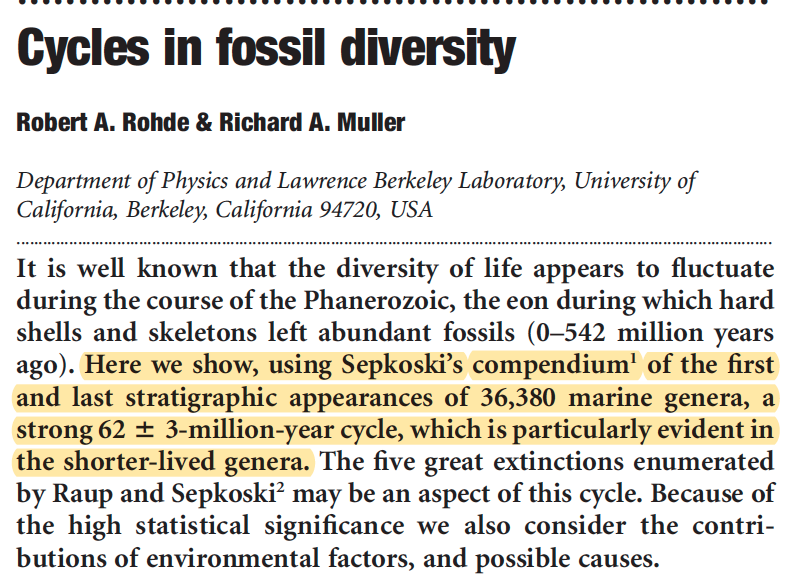 Cycles in fossil diversity
Robert A. Rohde & Richard A. Muller
Department of Physics and Lawrence Berkeley Laboratory, University of
California, Berkeley, California 94720, USA
It is well known that the diversity of life appears to fluctuate
during the course of the Phanerozoic, the eon during which hard
shells and skeletons left abundant fossils (0–542 million years
ago). Here we show, using Sepkoski's compendium¹ of the first
and last stratigraphic appearances of 36,380 marine genera, a
strong 62 ± 3-million-year cycle, which is particularly evident in
the shorter-lived genera. The five great extinctions enumerated
by Raup and Sepkoski² may be an aspect of this cycle. Because of
the high statistical significance we also consider the contri-
butions of environmental factors, and possible causes.